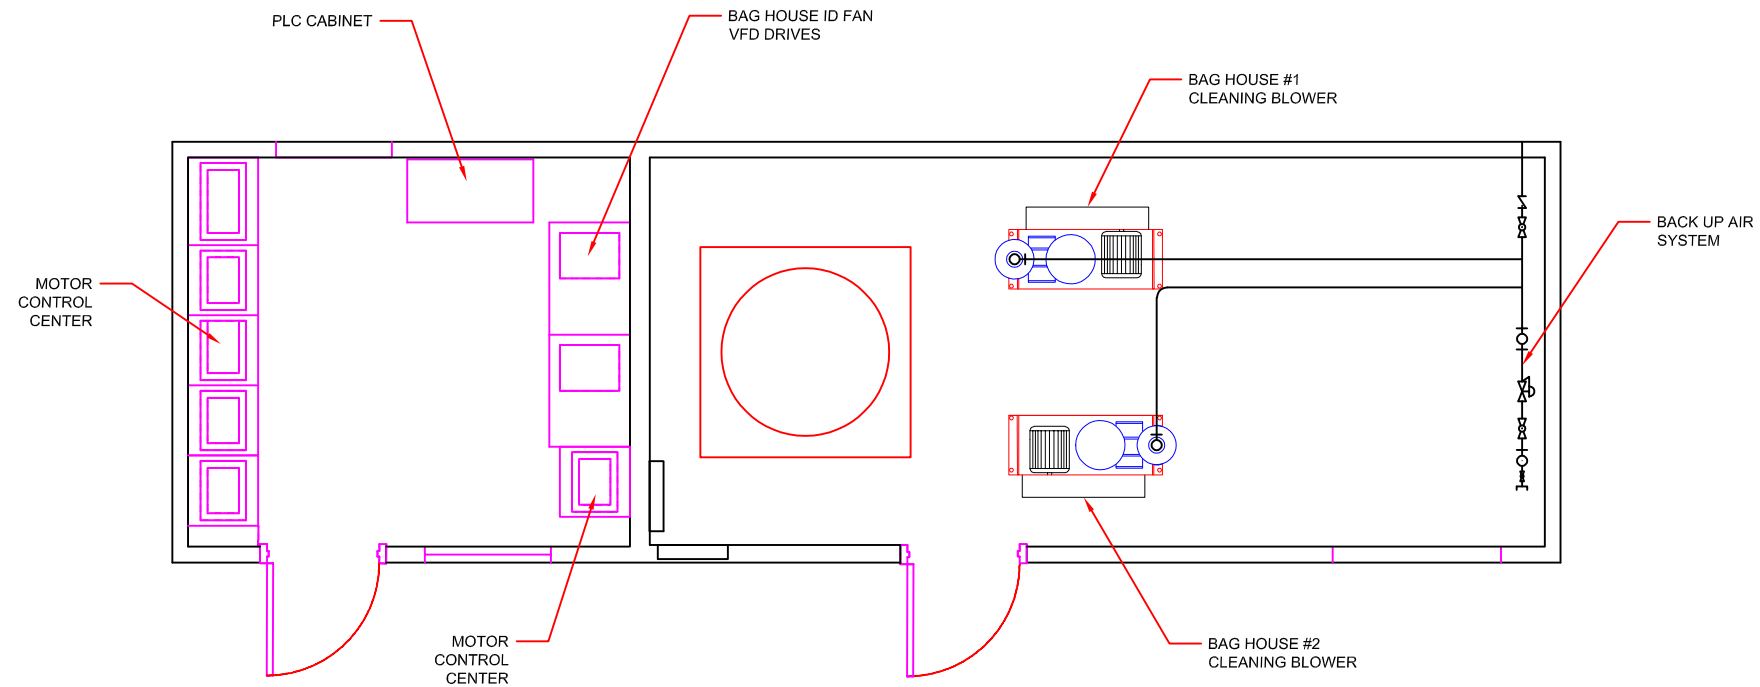 PLC CABINET
BAG HOUSE ID FAN
VFD DRIVES
BAG HOUSE #1
CLEANING BLOWER
BACK UP AIR
SYSTEM
MOTOR
CONTROL
CENTER
MOTOR
CONTROL
CENTER
BAG HOUSE #2
CLEANING BLOWER